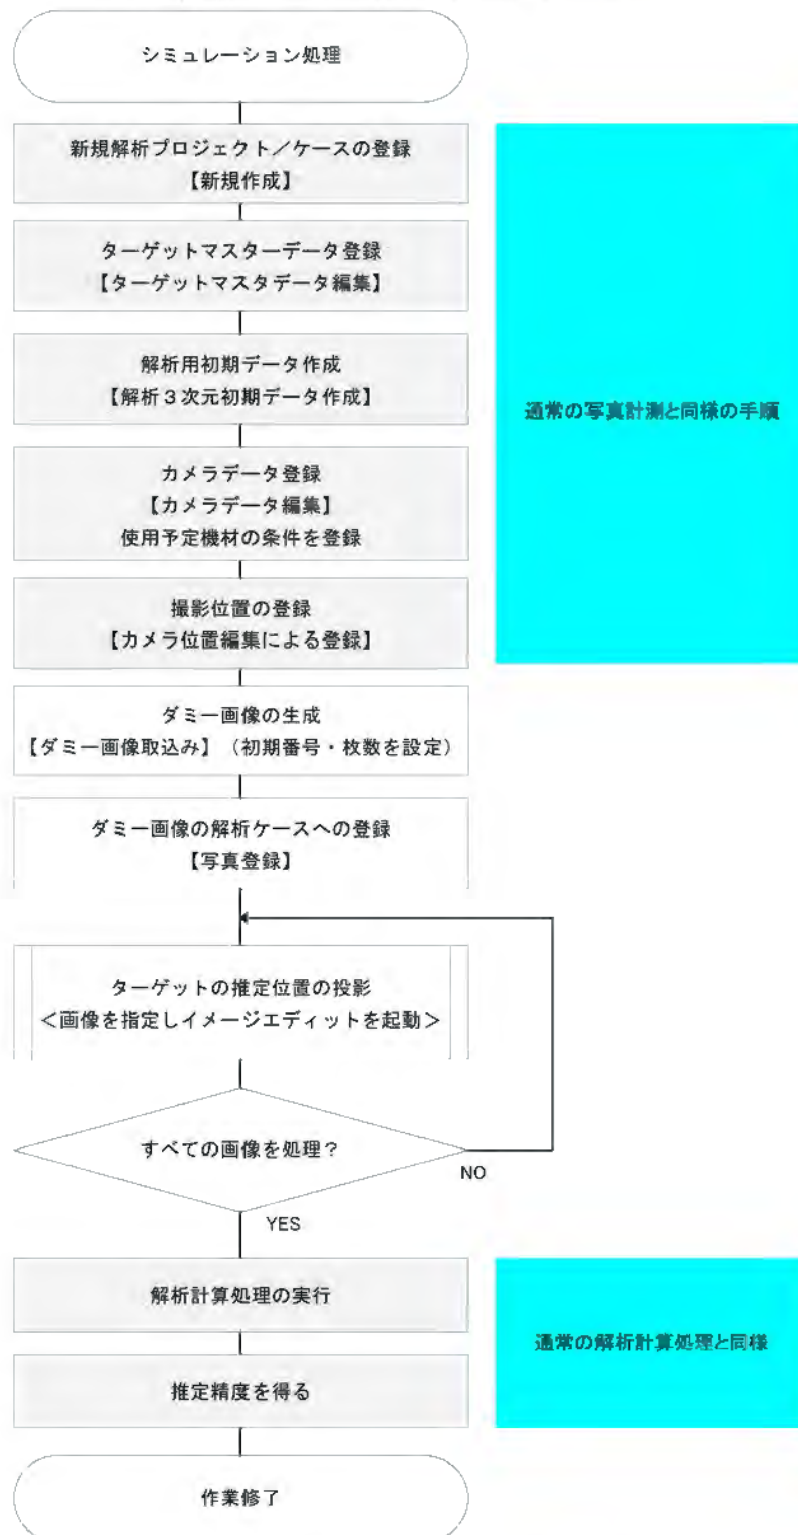 シミュレーション処理
新規解析プロジェクト／ケースの登録
【新規作成】
ターゲットマスターデータ登録
【ターゲットマスタデータ編集】
解析用初期データ作成
【解析３次元初期データ作成】
通常の写真計測と同様の手順
カメラデータ登録
【カメラデータ編集】
使用予定機材の条件を登録
撮影位置の登録
【カメラ位置編集による登録】
ダミー画像の生成
【ダミー画像取込み】（初期番号・枚数を設定）
ダミー画像の解析ケースへの登録
【写真登録】
ターゲットの推定位置の投影
＜画像を指定しイメージエディットを起動＞
すべての画像を処理？
NO
YES
解析計算処理の実行
通常の解析計算処理と同様
推定精度を得る
作業修了